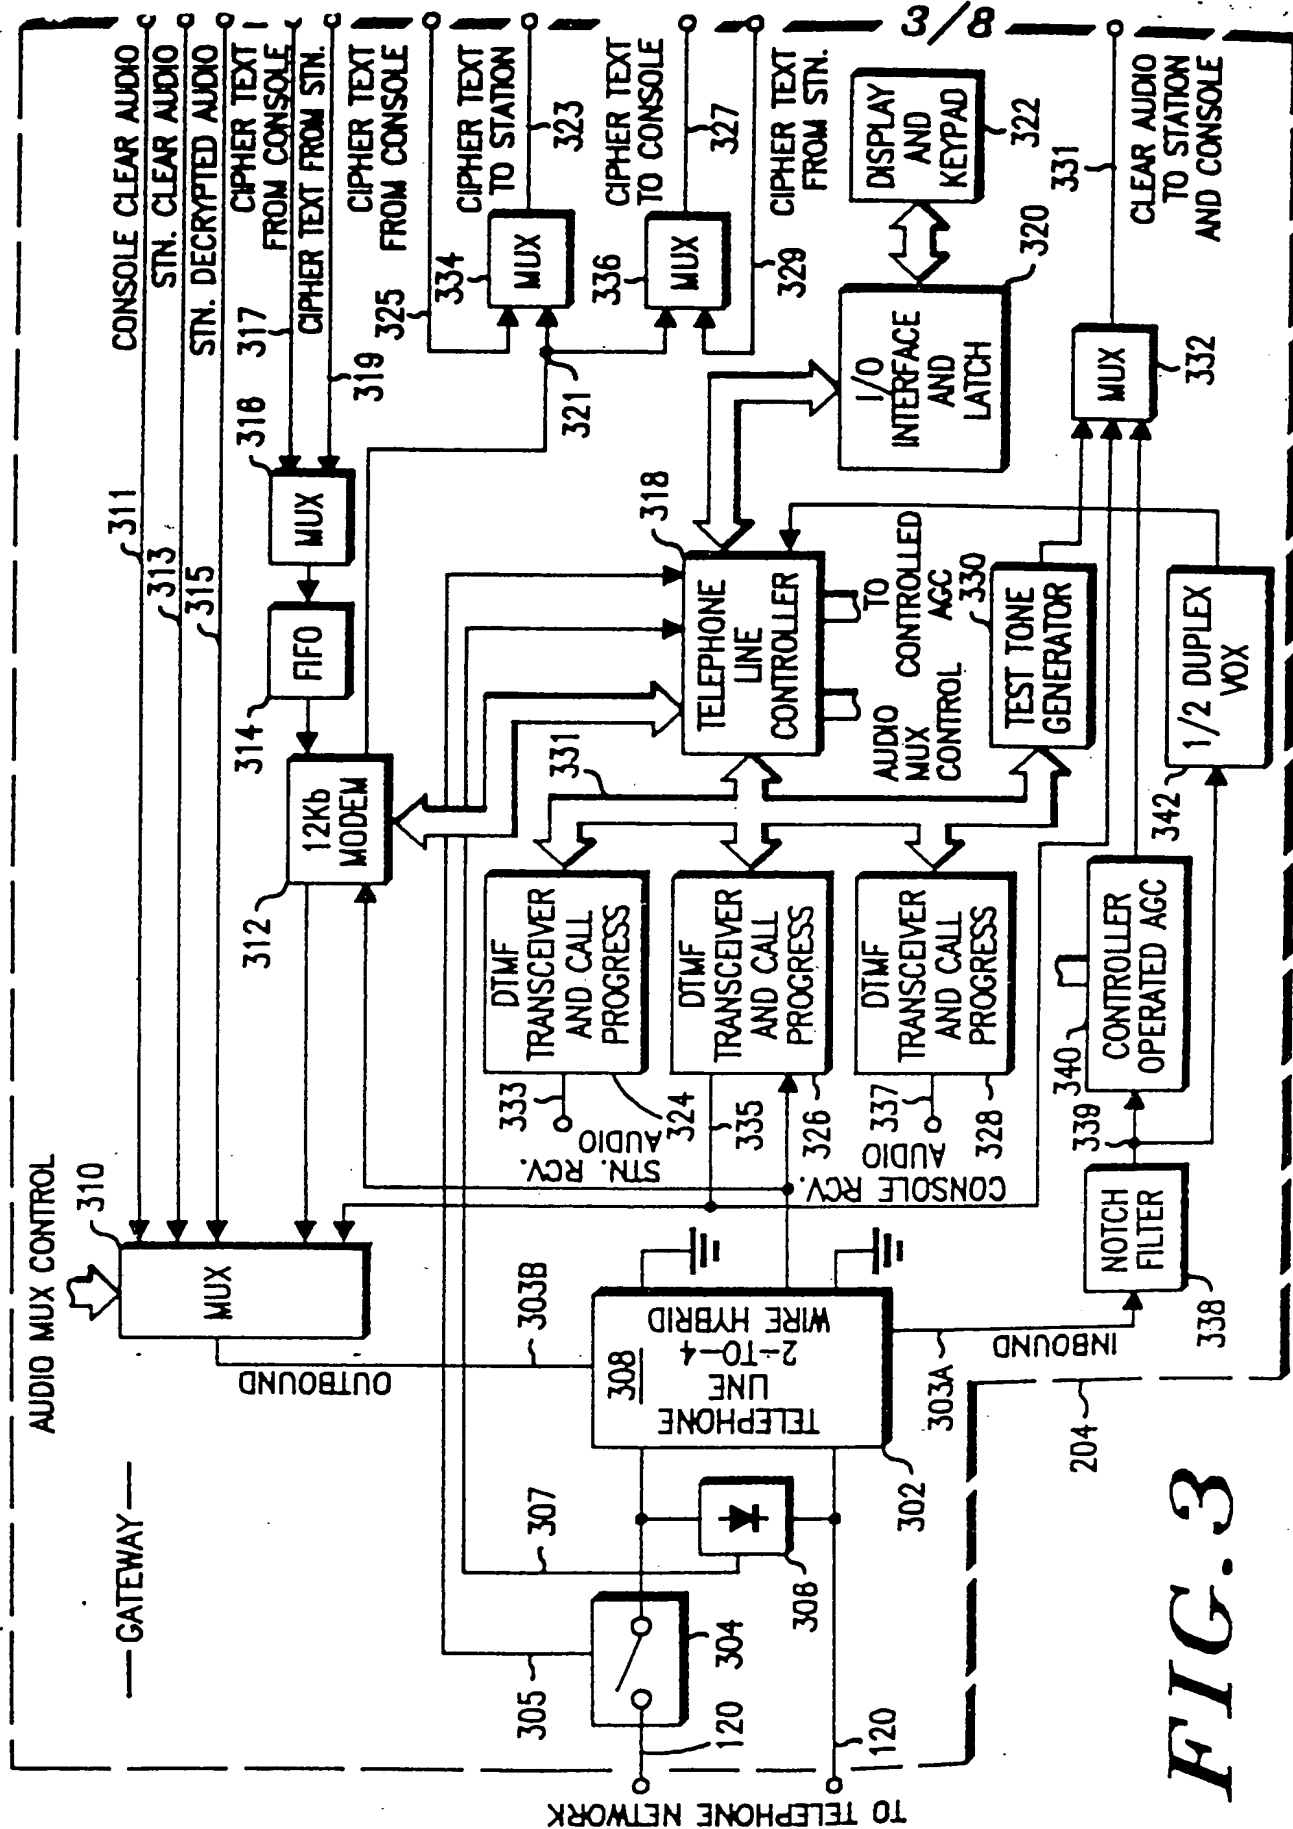 3/8
— GATEWAY —
AUDIO MUX CONTROL
310
MUX
OUTBOUND
303B
311
CONSOLE CLEAR AUDIO
313
STN. CLEAR AUDIO
315
STN. DECRYPTED AUDIO
317
CIPHER TEXT
FROM CONSOLE
319
CIPHER TEXT FROM STN.
316
MUX
314
FIFO
312
12Kb
MODEM
325
CIPHER TEXT
FROM CONSOLE
334
MUX
CIPHER TEXT
TO STATION
323
321
336
MUX
CIPHER TEXT
TO CONSOLE
327
329
CIPHER TEXT
FROM STN.
DISPLAY
AND
KEYPAD
322
I/O
INTERFACE
AND
LATCH
320
318
TELEPHONE
LINE
CONTROLLER
AUDIO
MUX
CONTROL
TO
CONTROLLED
AGC
331
DTMF
TRANSCEIVER
AND CALL
PROGRESS
324
333
STN. RCV.
AUDIO
DTMF
TRANSCEIVER
AND CALL
PROGRESS
326
335
DTMF
TRANSCEIVER
AND CALL
PROGRESS
328
337
CONSOLE RCV.
AUDIO
330
TEST TONE
GENERATOR
MUX
332
331
CLEAR AUDIO
TO STATION
AND CONSOLE
305
304
307
308
120
120
TO TELEPHONE NETWORK
TELEPHONE
LINE
2-TO-4
WIRE HYBRID
308
302
303A
INBOUND
NOTCH
FILTER
338
339
340
CONTROLLER
OPERATED AGC
342
1/2 DUPLEX
VOX
204
FIG.3